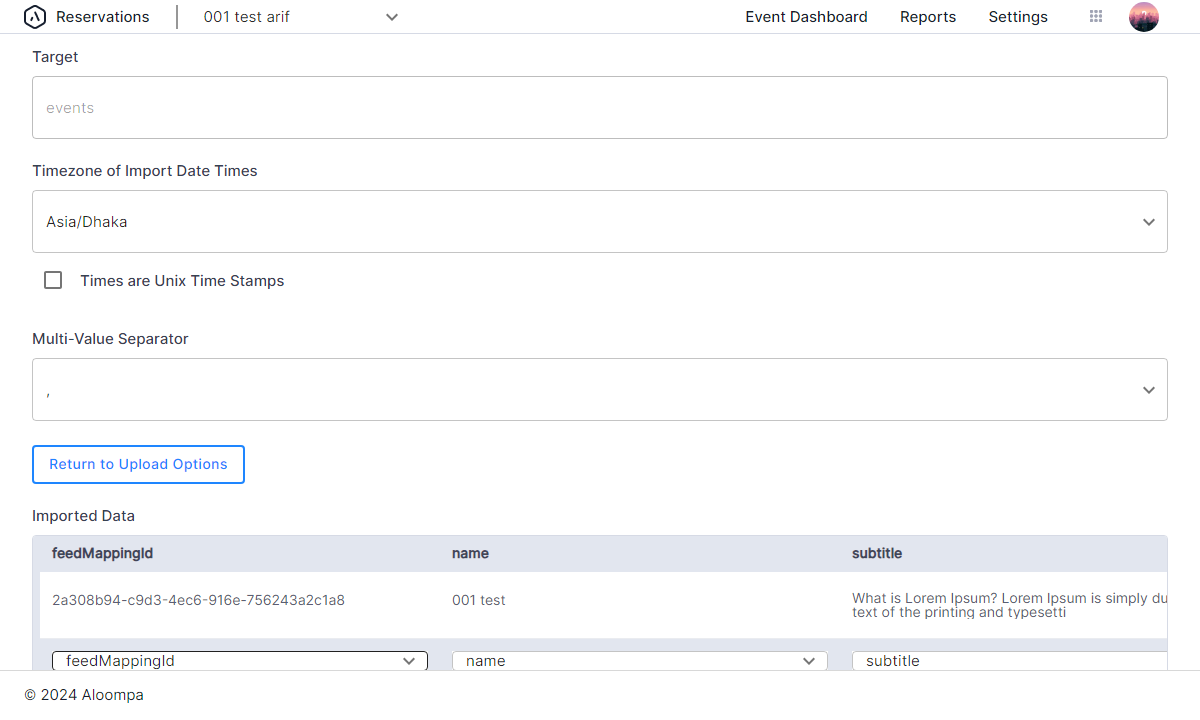 Reservations
001 test arif
Event Dashboard
Reports
Settings
Target
events
Timezone of Import Date Times
Asia/Dhaka
Times are Unix Time Stamps
Multi-Value Separator
,
Return to Upload Options
Imported Data
feedMappingId
name
subtitle
2a308b94-c9d3-4ec6-916e-756243a2c1a8
001 test
What is Lorem Ipsum? Lorem Ipsum is simply du
text of the printing and typesetti
feedMappingId
name
subtitle
© 2024 Aloompa